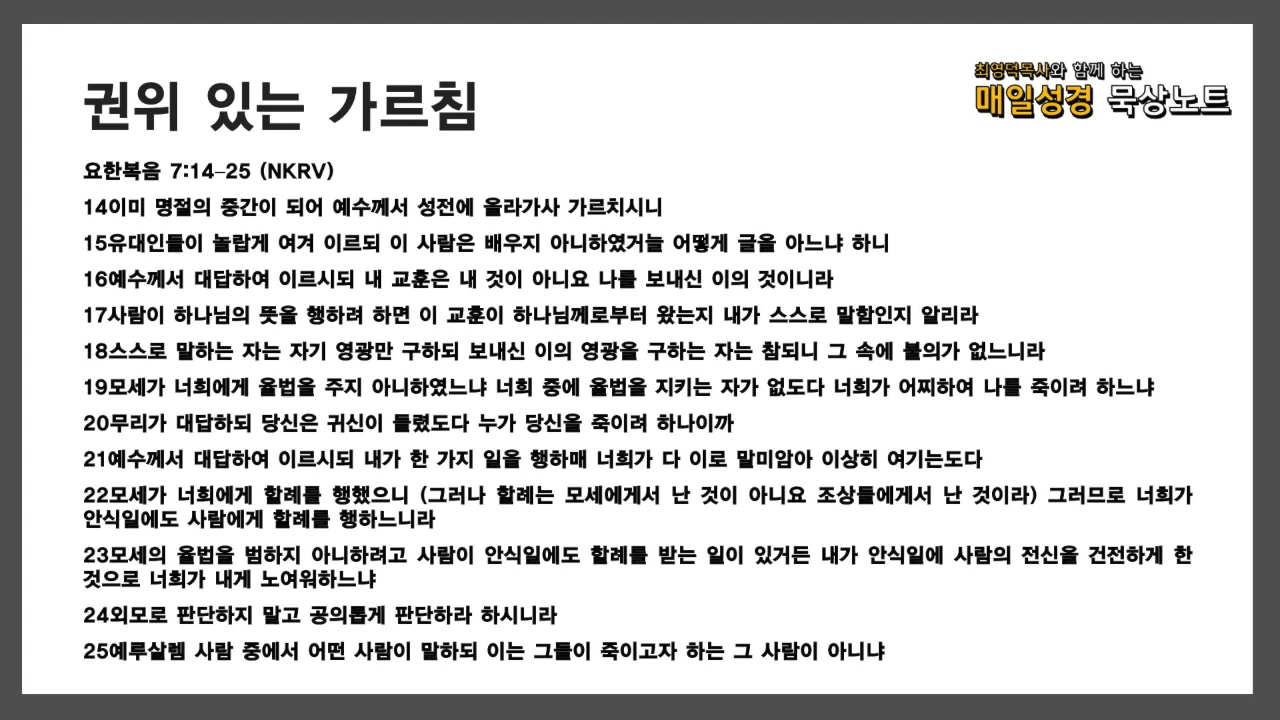 권위 있는 가르침
최영덕목사와 함께 하는
매일성경 묵상노트
요한복음 7:14–25 (NKRV)
14이미 명절의 중간이 되어 예수께서 성전에 올라가사 가르치시니
15유대인들이 놀랍게 여겨 이르되 이 사람은 배우지 아니하였거늘 어떻게 글을 아느냐 하니
16예수께서 대답하여 이르시되 내 교훈은 내 것이 아니요 나를 보내신 이의 것이니라
17사람이 하나님의 뜻을 행하려 하면 이 교훈이 하나님께로부터 왔는지 내가 스스로 말함인지 알리라
18스스로 말하는 자는 자기 영광만 구하되 보내신 이의 영광을 구하는 자는 참되니 그 속에 불의가 없느니라
19모세가 너희에게 율법을 주지 아니하였느냐 너희 중에 율법을 지키는 자가 없도다 너희가 어찌하여 나를 죽이려 하느냐
20무리가 대답하되 당신은 귀신이 들렸도다 누가 당신을 죽이려 하나이까
21예수께서 대답하여 이르시되 내가 한 가지 일을 행하매 너희가 다 이로 말미암아 이상히 여기는도다
22모세가 너희에게 할례를 행했으니 (그러나 할례는 모세에게서 난 것이 아니요 조상들에게서 난 것이라) 그러므로 너희가
안식일에도 사람에게 할례를 행하느니라
23모세의 율법을 범하지 아니하려고 사람이 안식일에도 할례를 받는 일이 있거든 내가 안식일에 사람의 전신을 건전하게 한
것으로 너희가 내게 노여워하느냐
24외모로 판단하지 말고 공의롭게 판단하라 하시니라
25예루살렘 사람 중에서 어떤 사람이 말하되 이는 그들이 죽이고자 하는 그 사람이 아니냐